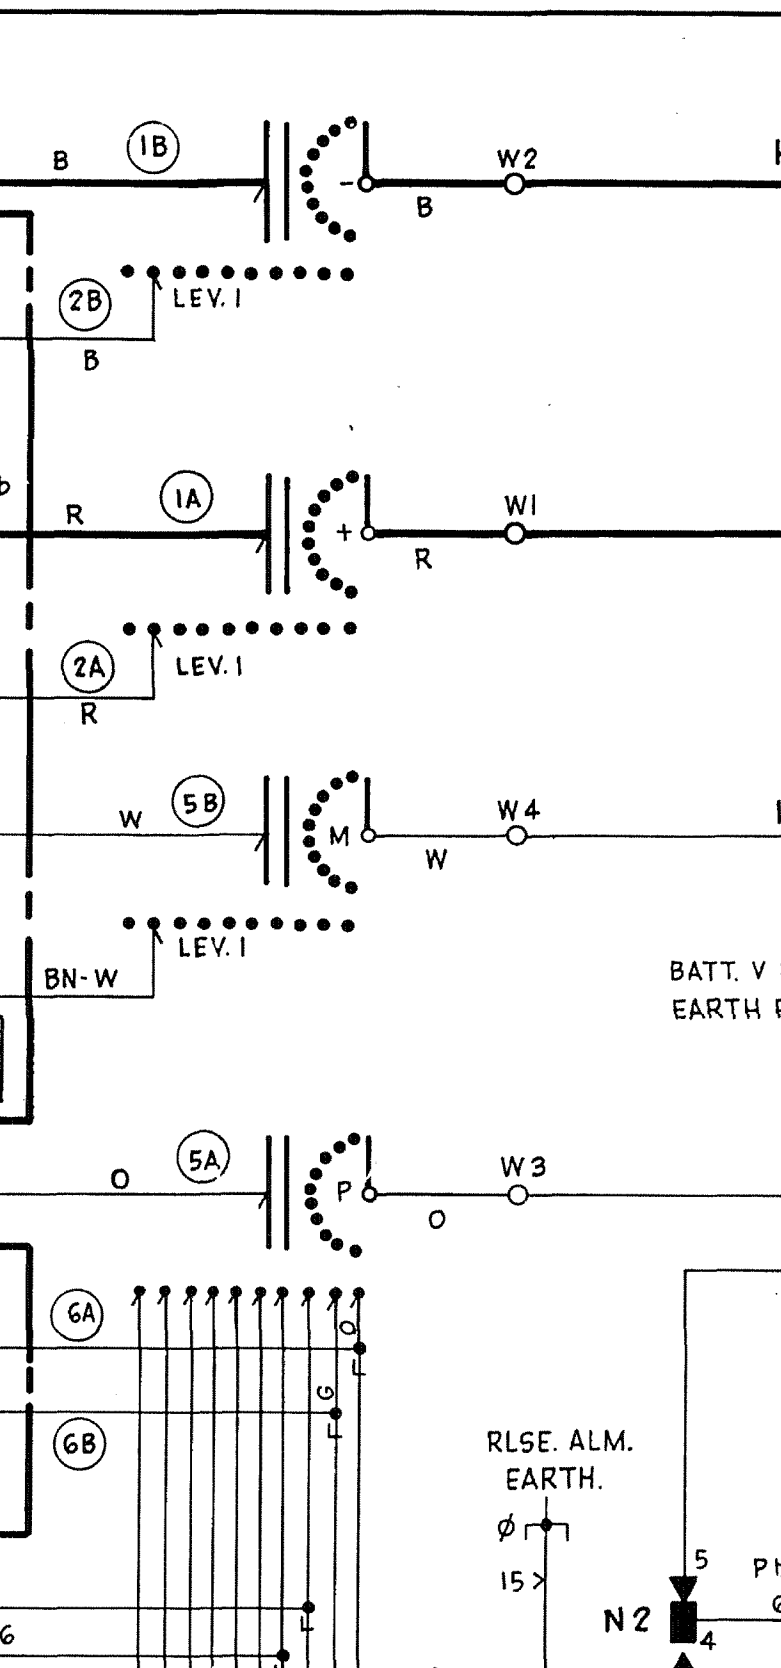 1B
B
W2
-
B
2B
LEV. 1
B
1A
R
W1
+
R
2A
LEV. 1
R
5B
W
W4
M
W
LEV. 1
BN-W
BATT. V
EARTH
5A
O
W3
P
O
6A
O
F
G
6B
F
RLSE. ALM.
EARTH.
Ø
15
5
N2
4
F
6